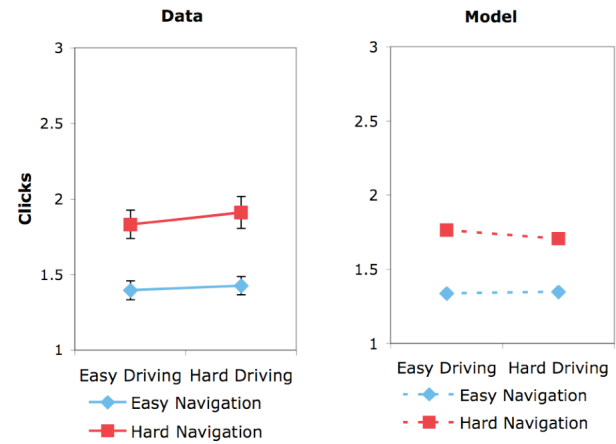 Data
Clicks
3
2.5
2
1.5
1
Easy Driving Hard Driving
Easy Navigation
Hard Navigation
Model
3
2.5
2
1.5
1
Easy Driving Hard Driving
Easy Navigation
Hard Navigation